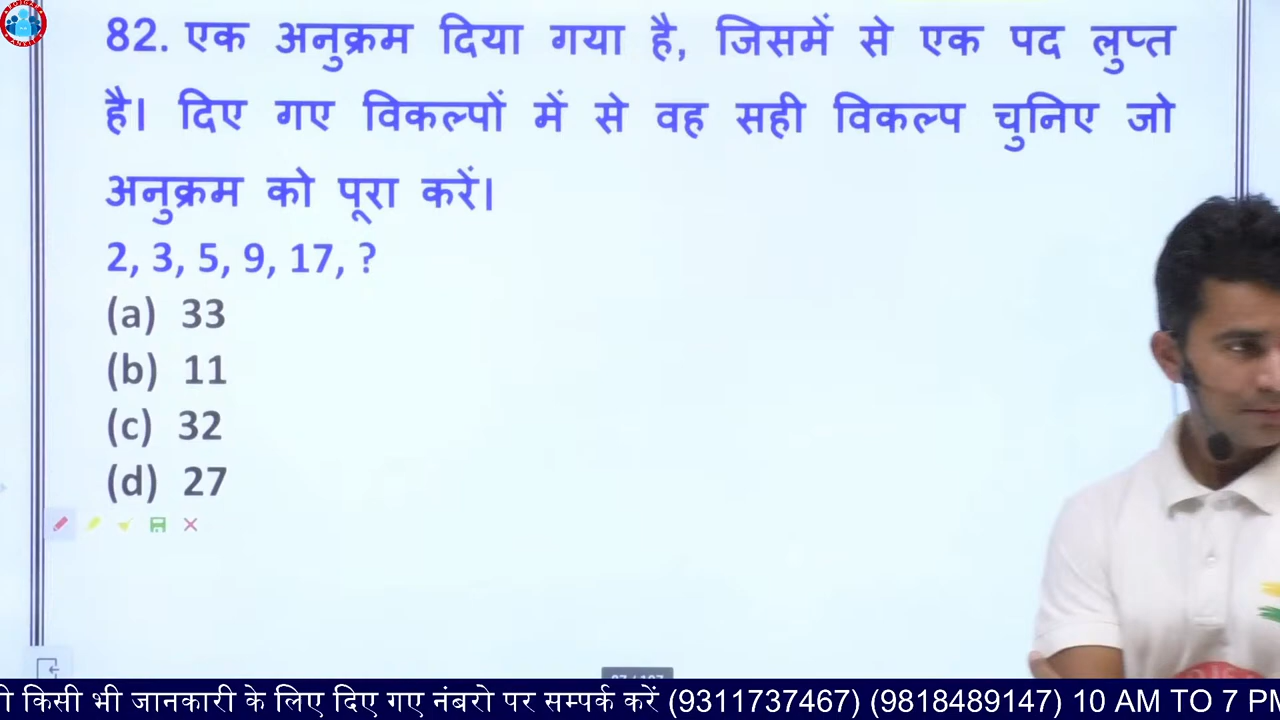 82. एक अनुक्रम दिया गया है, जिसमें से एक पद लुप्त
है। दिए गए विकल्पों में से वह सही विकल्प चुनिए जो
अनुक्रम को पूरा करें।
2, 3, 5, 9, 17, ?
(a) 33
(b) 11
(c) 32
(d) 27
किसी भी जानकारी के लिए दिए गए नंबरो पर सम्पर्क करें (9311737467) (9818489147) 10 AM TO 7